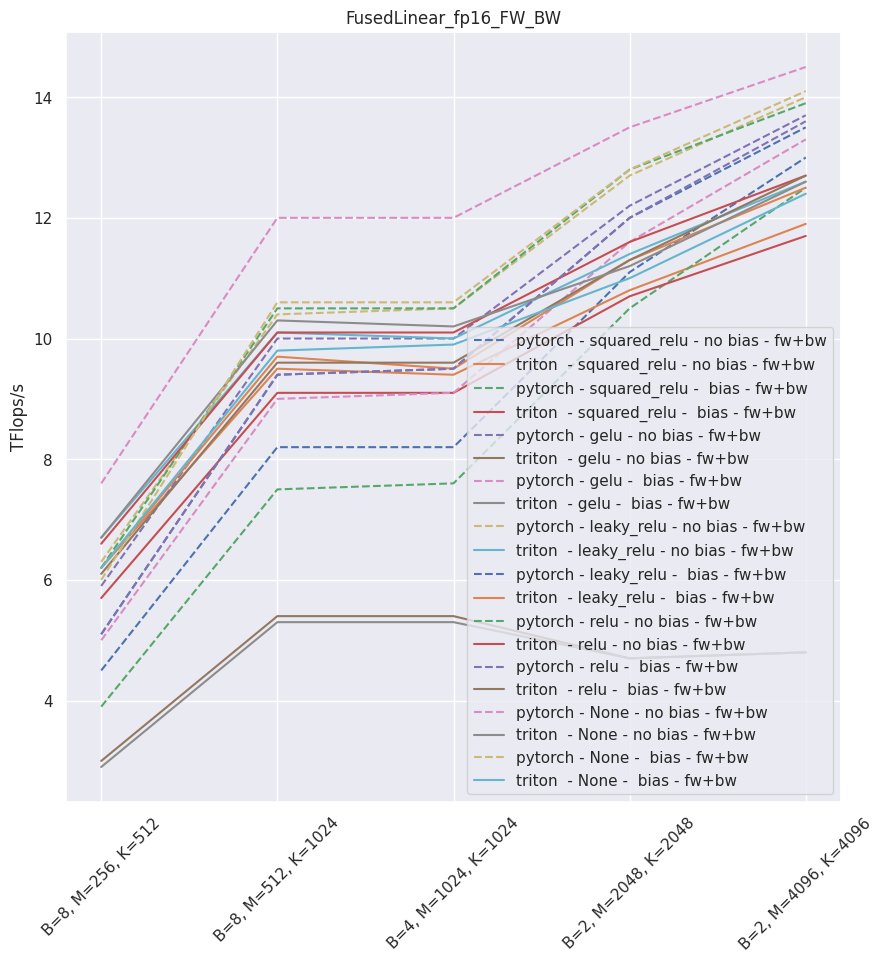 FusedLinear_fp16_FW_BW
TFlops/s
14
12
10
8
6
4
pytorch - squared_relu - no bias - fw+bw
triton  - squared_relu - no bias - fw+bw
pytorch - squared_relu -  bias - fw+bw
triton  - squared_relu -  bias - fw+bw
pytorch - gelu - no bias - fw+bw
triton  - gelu - no bias - fw+bw
pytorch - gelu -  bias - fw+bw
triton  - gelu -  bias - fw+bw
pytorch - leaky_relu - no bias - fw+bw
triton  - leaky_relu - no bias - fw+bw
pytorch - leaky_relu -  bias - fw+bw
triton  - leaky_relu -  bias - fw+bw
pytorch - relu - no bias - fw+bw
triton  - relu - no bias - fw+bw
pytorch - relu -  bias - fw+bw
triton  - relu -  bias - fw+bw
pytorch - None - no bias - fw+bw
triton  - None - no bias - fw+bw
pytorch - None -  bias - fw+bw
triton  - None -  bias - fw+bw
B=8, M=256, K=512
B=8, M=512, K=1024
B=4, M=1024, K=1024
B=2, M=2048, K=2048
B=2, M=4096, K=4096